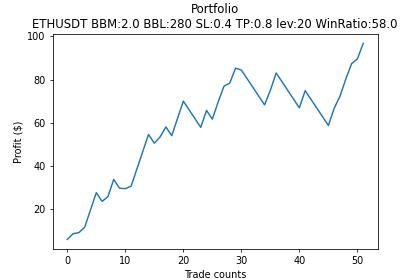 Portfolio
ETHUSDT BBM:2.0 BBL:280 SL:0.4 TP:0.8 lev:20 WinRatio:58.0
100
80
60
40
20
Profit ($)
0 10 20 30 40 50
Trade counts